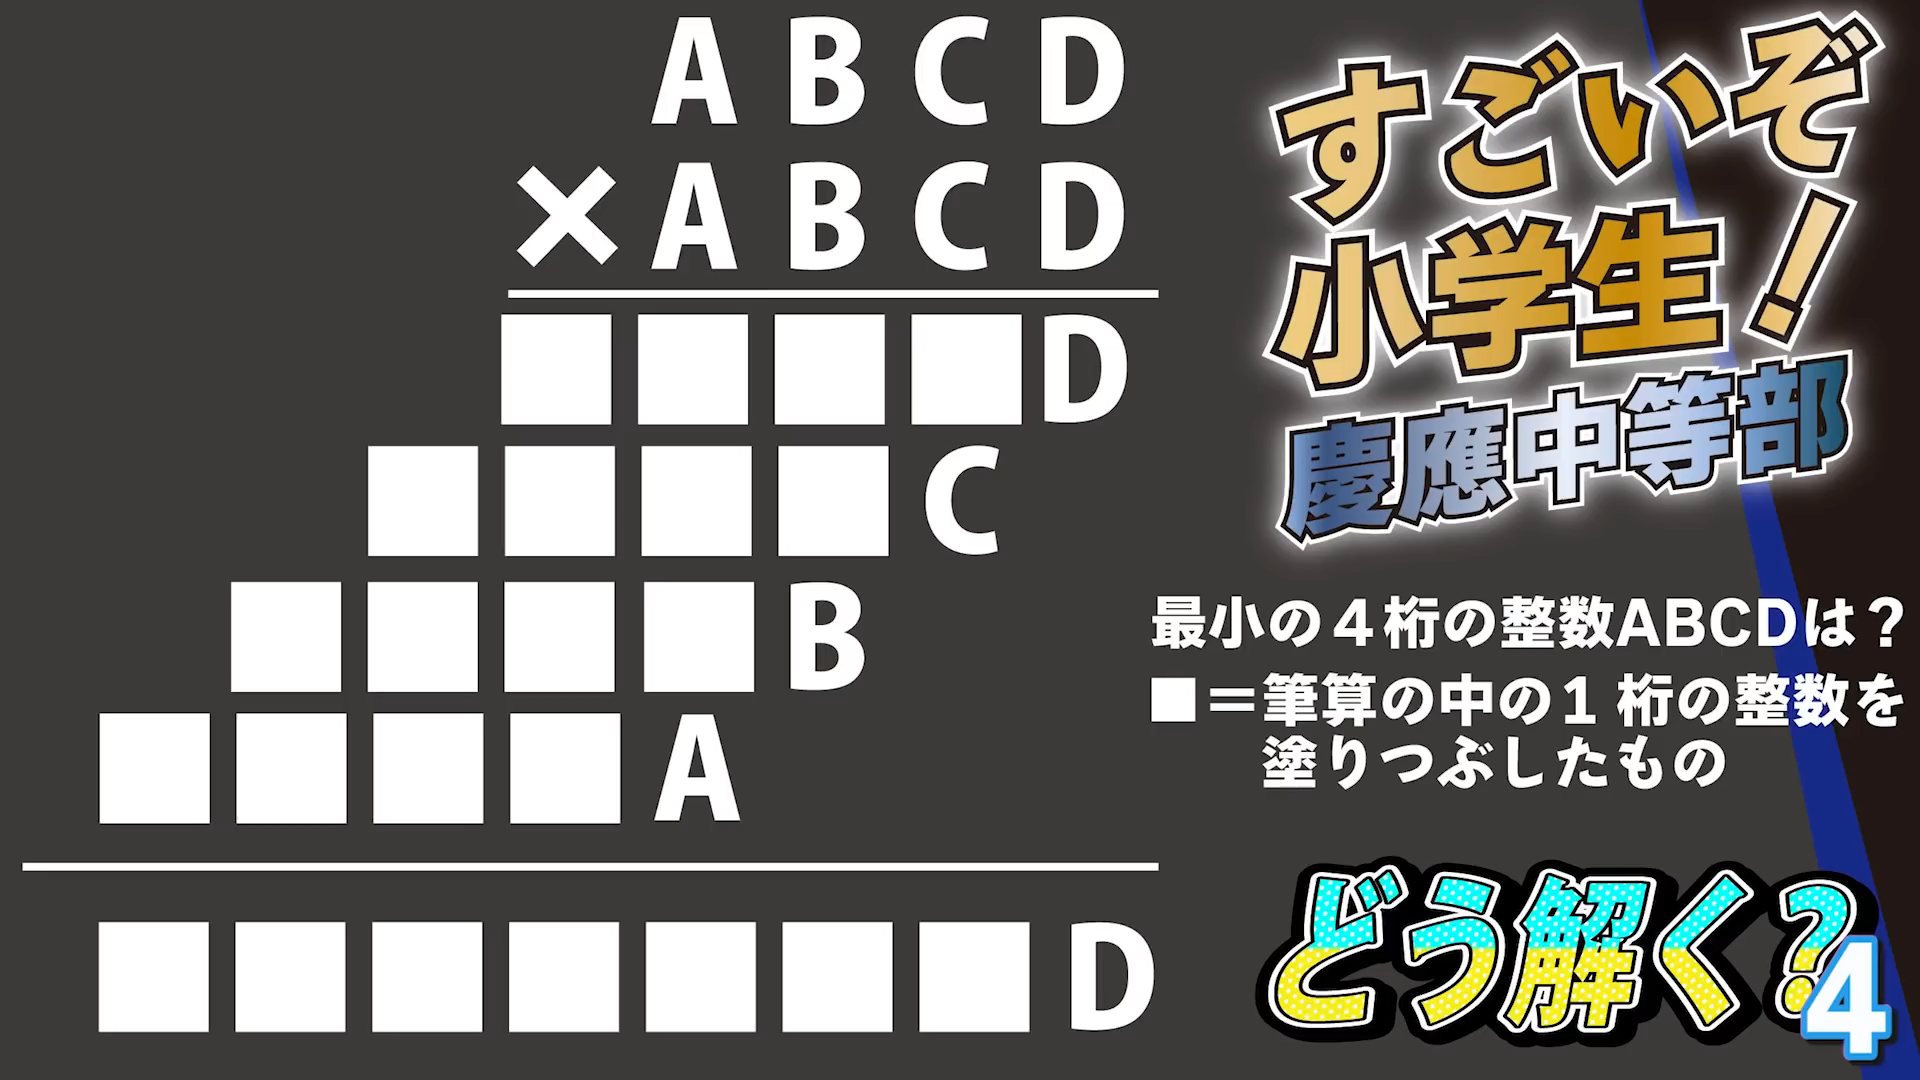 A B C D
× A B C D
■ ■ ■ ■ D
■ ■ ■ ■ C
■ ■ ■ ■ B
■ ■ ■ ■ A
■ ■ ■ ■ ■ ■ ■ D
すごいぞ
小学生!
慶應中等部
最小の4桁の整数ABCDは?
■=筆算の中の1桁の整数を
塗りつぶしたもの
どう解く?
4